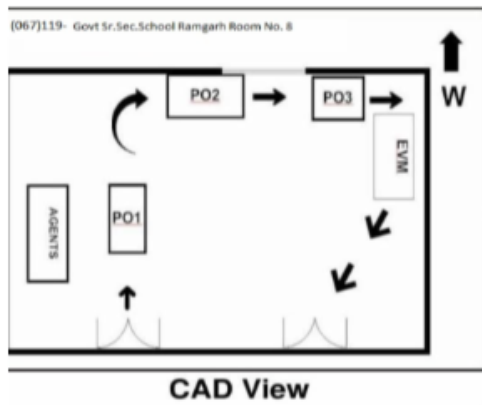 (067)119- Govt Sr.Sec.School Ramgarh Room No. 8
W
PO2
PO3
EVM
PO1
AGENTS
CAD View